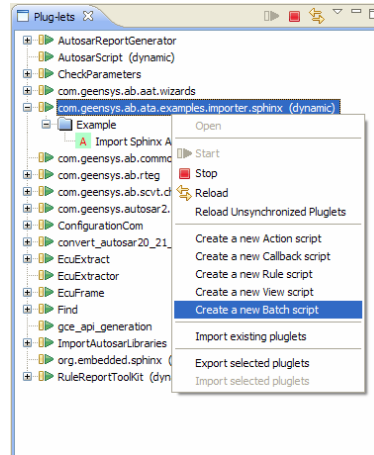 Plug-lets
AutosarReportGenerator
AutosarScript (dynamic)
CheckParameters
com.geensys.ab.aat.wizards
com.geensys.ab.ata.examples.importer.sphinx (dynamic)
Example
Import Sphinx A
com.geensys.ab.commo
com.geensys.ab.rteg
com.geensys.ab.scvt.d
com.geensys.autosar2.
ConfigurationCom
convert_autosar20_21_
EcuExtract
EcuExtractor
EcuFrame
Find
gce_api_generation
ImportAutosarLibraries
org.embedded.sphinx (
RuleReportToolKit (dyn
Open
Start
Stop
Reload
Reload Unsynchronized Pluglets
Create a new Action script
Create a new Callback script
Create a new Rule script
Create a new View script
Create a new Batch script
Import existing pluglets
Export selected pluglets
Import selected pluglets